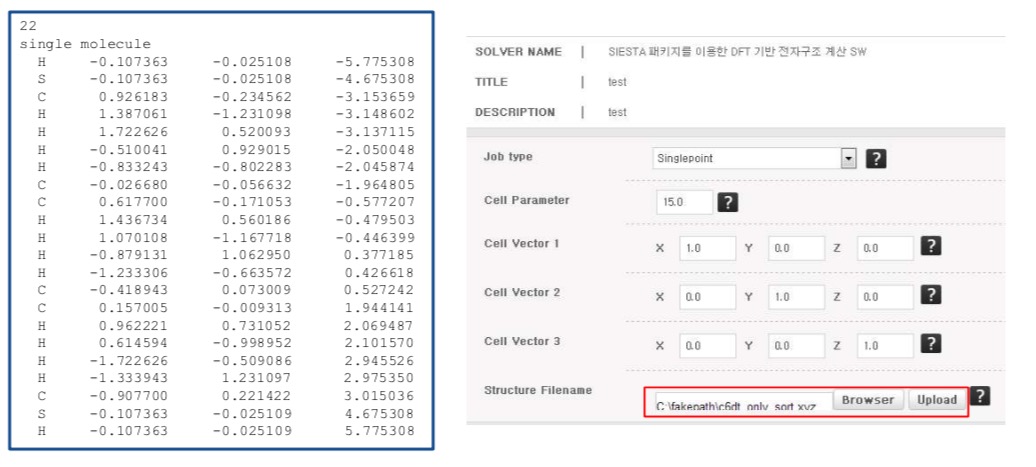 22
single molecule
H -0.107363 -0.025108 -5.775308
S -0.107363 -0.025108 -4.675308
C 0.926183 -0.234562 -3.153659
H 1.387061 -1.231098 -3.148602
H 1.722626 0.520093 -3.137115
H -0.510041 0.929015 -2.050048
H -0.833243 -0.802283 -2.045874
C -0.026680 -0.056632 -1.964805
C 0.617700 -0.171053 -0.577207
H 1.436734 0.560186 -0.479503
H 1.070108 -1.167718 -0.446399
H -0.879131 1.062950 0.377185
H -1.233306 -0.663572 0.426618
C -0.418943 0.073009 0.527242
C 0.157005 -0.009313 1.944141
H 0.962221 0.731052 2.069487
H 0.614594 -0.998952 2.101570
H -1.722626 -0.509086 2.945526
H -1.333943 1.231097 2.975350
C -0.907700 0.221422 3.015036
S -0.107363 -0.025109 4.675308
H -0.107363 -0.025109 5.775308
SOLVER NAME | SIESTA 패키지를 이용한 DFT 기반 전자구조 계산 SW
TITLE | test
DESCRIPTION | test
Job type Singlepoint ?
Cell Parameter 15.0 ?
Cell Vector 1 X 1.0 Y 0.0 Z 0.0 ?
Cell Vector 2 X 0.0 Y 1.0 Z 0.0 ?
Cell Vector 3 X 0.0 Y 0.0 Z 1.0 ?
Structure Filename C:\fakepath\c6dt_only_sort.xyz Browser Upload ?